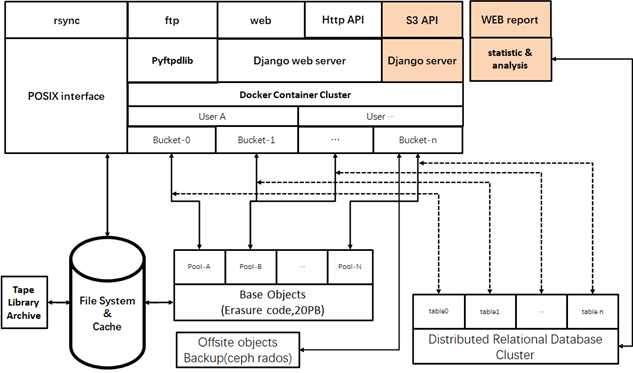 rsync
ftp
web
Http API
S3 API
WEB report
POSIX interface
Pyftpdlib
Django web server
Django server
statistic &
analysis
Docker Container Cluster
User A
User ···
Bucket-0
Bucket-1
···
Bucket-n
Tape
Library
Archive
File System
&
Cache
Pool-A
Pool-B
···
Pool-N
Base Objects
(Erasure code,20PB)
Offsite objects
Backup(ceph rados)
table0
table1
···
table n
Distributed Relational Database
Cluster